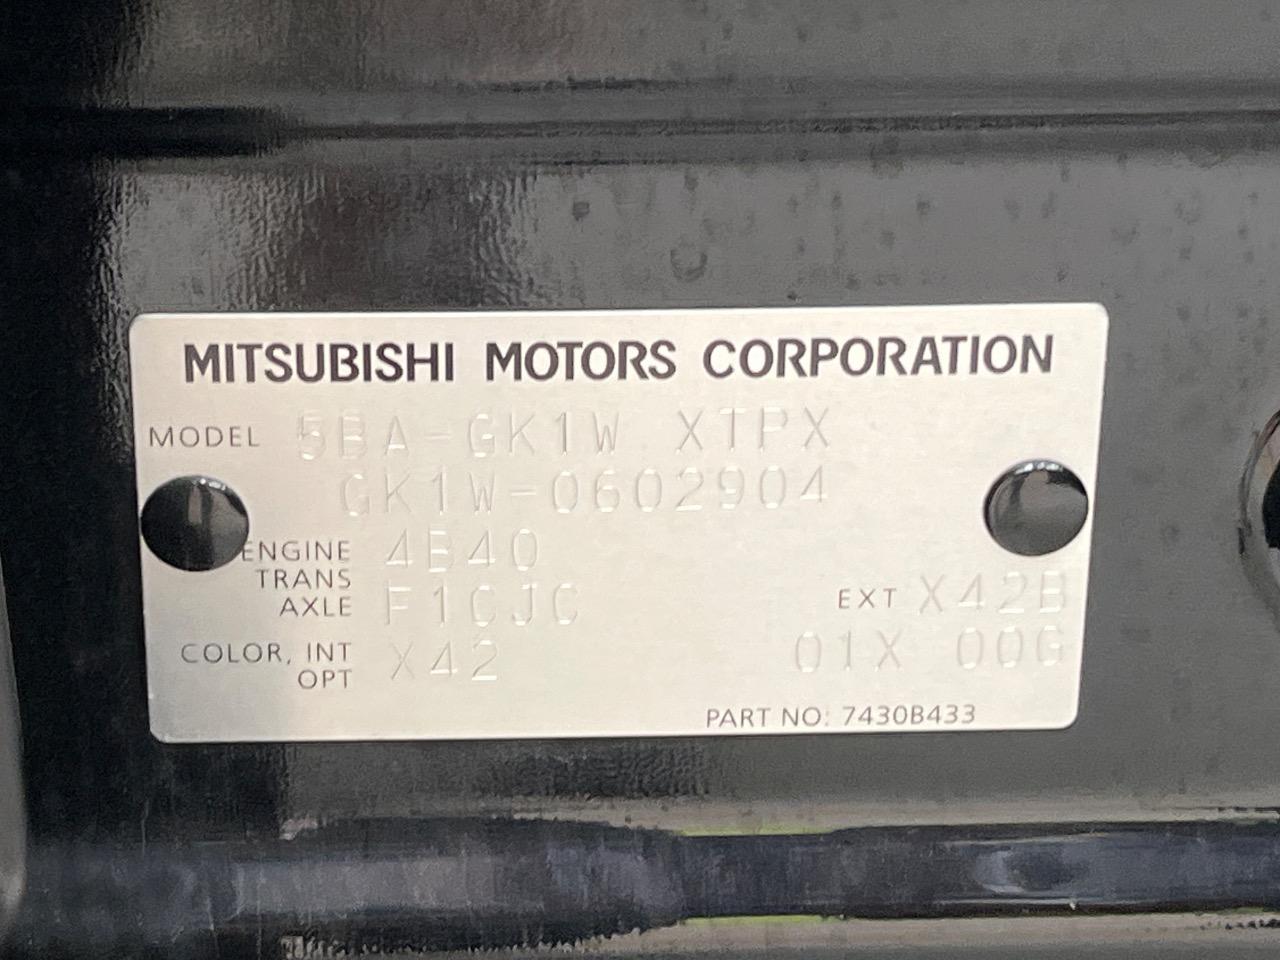 MITSUBISHI MOTORS CORPORATION
MODEL 5BA-GK1W XTPX
GK1W-0602904
ENGINE 4B40
TRANS
AXLE F1CJC EXT X42B
COLOR, INT X42 01X 00G
OPT
PART NO: 7430B433